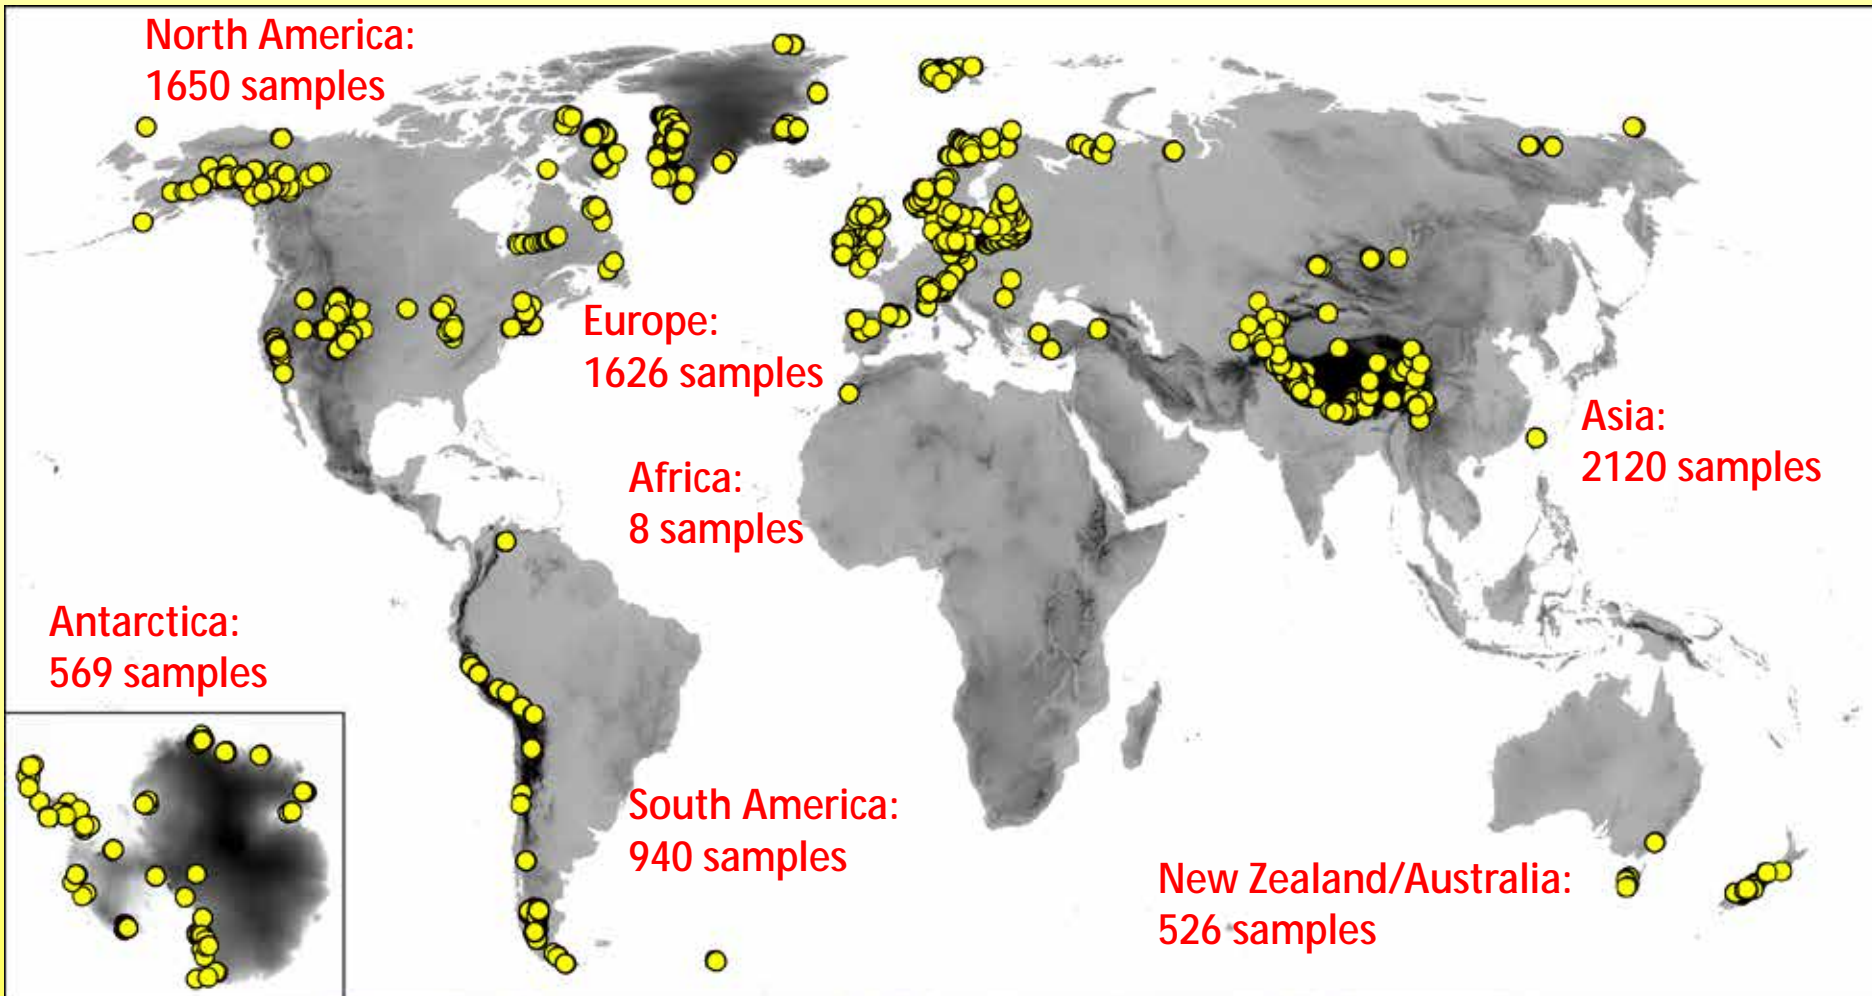 North America:
1650 samples
Europe:
1626 samples
Asia:
2120 samples
Africa:
8 samples
Antarctica:
569 samples
South America:
940 samples
New Zealand/Australia:
526 samples